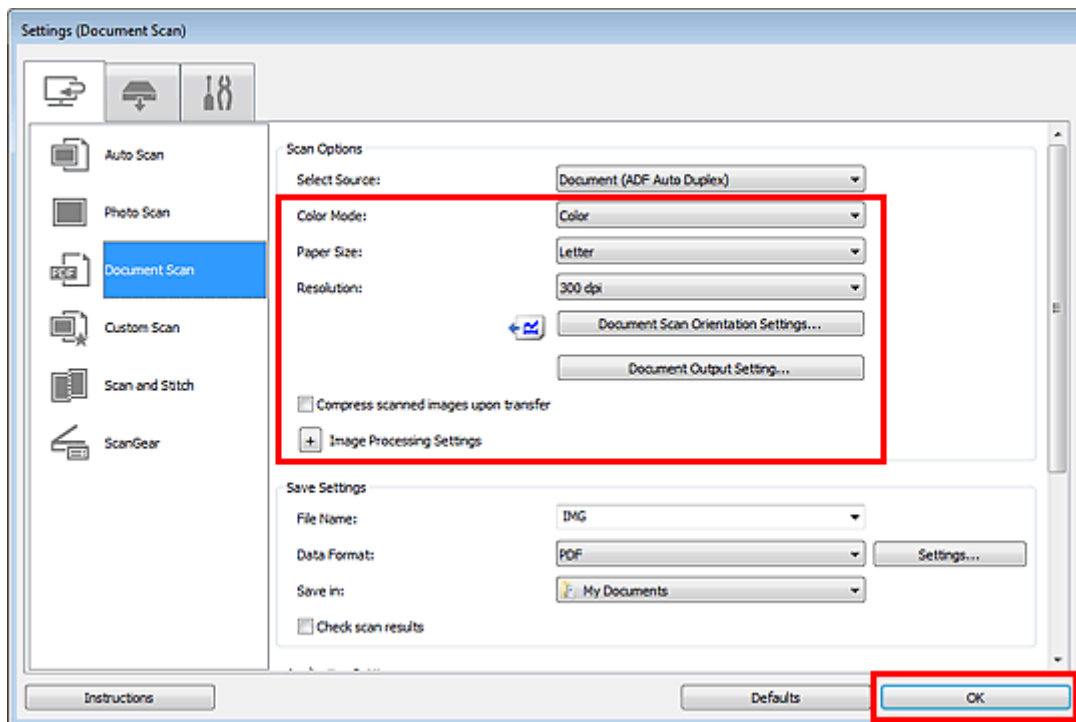 Settings (Document Scan)
Auto Scan
Photo Scan
PDF
Document Scan
Custom Scan
Scan and Stitch
ScanGear
Scan Options
Select Source: Document (ADF Auto Duplex)
Color Mode: Color
Paper Size: Letter
Resolution: 300 dpi
R
Document Scan Orientation Settings...
Document Output Setting...
Compress scanned images upon transfer
+ Image Processing Settings
Save Settings
File Name: IMG
Data Format: PDF Settings...
Save in: My Documents
Check scan results
Instructions Defaults OK